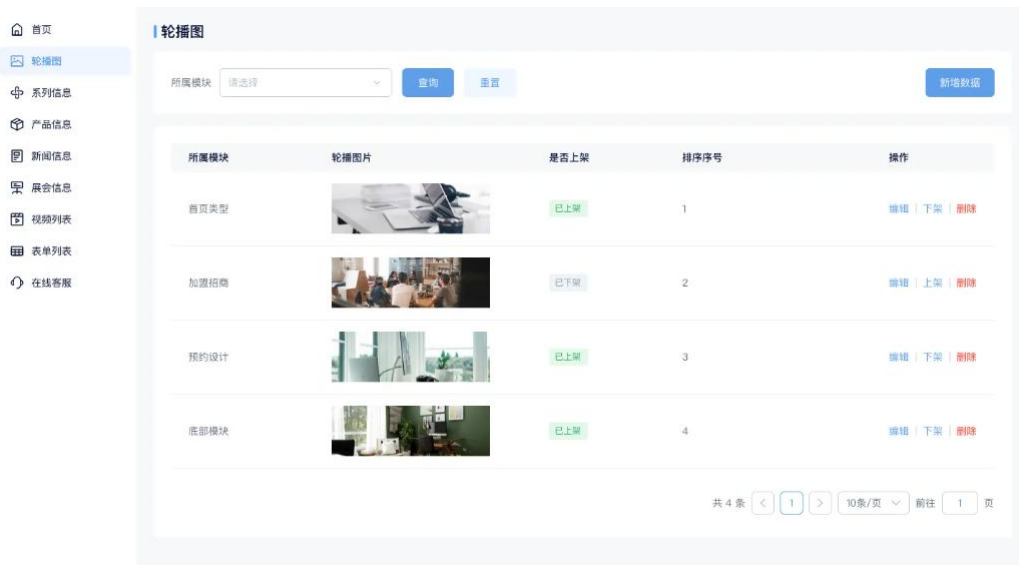 首页
轮播图
系列信息
产品信息
新闻信息
展会信息
视频列表
表单列表
在线客服
轮播图
所属模块 请选择 查询 重置 新增数据
所属模块 轮播图片 是否上架 排序序号 操作
首页类型 已上架 1 编辑 下架 删除
加盟招商 已下架 2 编辑 上架 删除
预约设计 已上架 3 编辑 下架 删除
底部模块 已上架 4 编辑 下架 删除
共 4 条 < 1 > 10条/页 前往 1 页